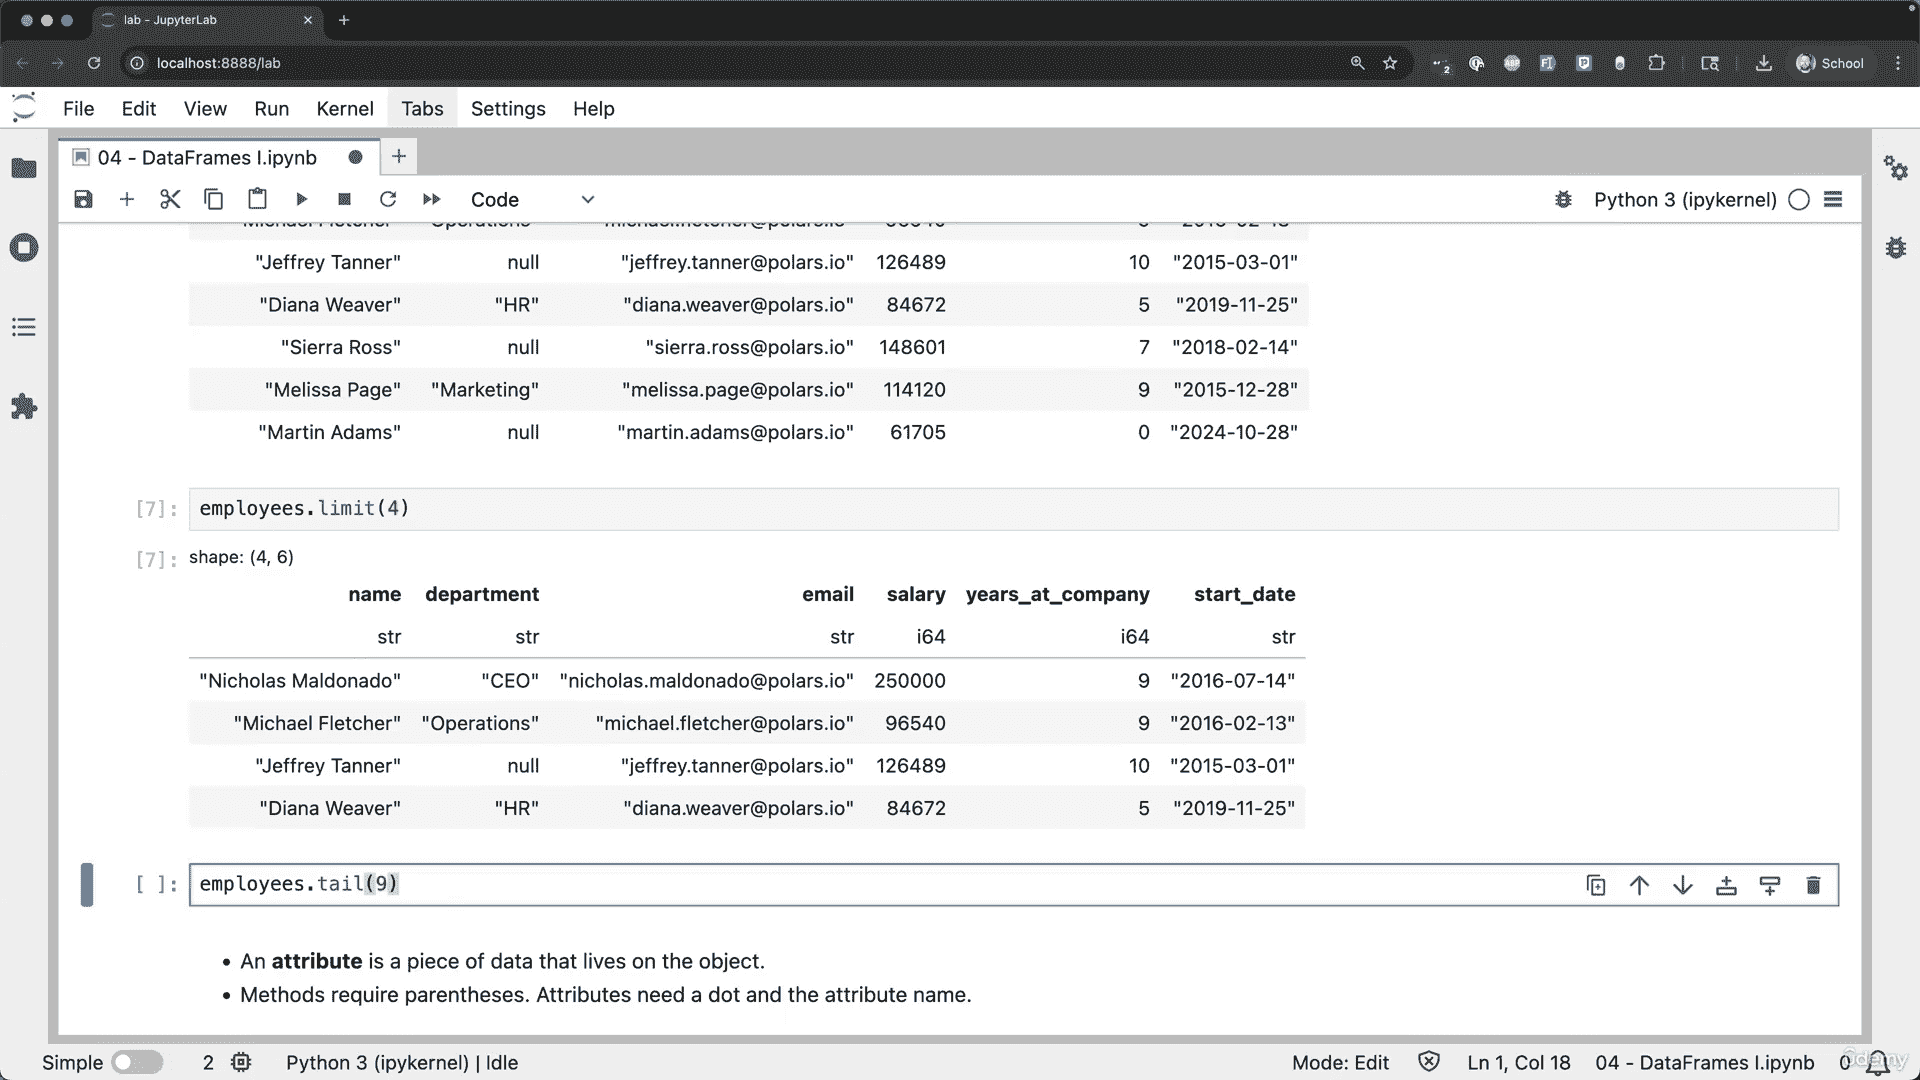 lab - JupyterLab
localhost:8888/lab
2
ABP
School
File Edit View Run Kernel Tabs Settings Help
04 - DataFrames I.ipynb
Code
Python 3 (ipykernel)
"Jeffrey Tanner" null "jeffrey.tanner@polars.io" 126489 10 "2015-03-01"
"Diana Weaver" "HR" "diana.weaver@polars.io" 84672 5 "2019-11-25"
"Sierra Ross" null "sierra.ross@polars.io" 148601 7 "2018-02-14"
"Melissa Page" "Marketing" "melissa.page@polars.io" 114120 9 "2015-12-28"
"Martin Adams" null "martin.adams@polars.io" 61705 0 "2024-10-28"
[7]: employees.limit(4)
[7]: shape: (4, 6)
name department email salary years_at_company start_date
str str str i64 i64 str
"Nicholas Maldonado" "CEO" "nicholas.maldonado@polars.io" 250000 9 "2016-07-14"
"Michael Fletcher" "Operations" "michael.fletcher@polars.io" 96540 9 "2016-02-13"
"Jeffrey Tanner" null "jeffrey.tanner@polars.io" 126489 10 "2015-03-01"
"Diana Weaver" "HR" "diana.weaver@polars.io" 84672 5 "2019-11-25"
[ ]: employees.tail(9)
• An attribute is a piece of data that lives on the object.
• Methods require parentheses. Attributes need a dot and the attribute name.
Simple 2 Python 3 (ipykernel) | Idle Mode: Edit Ln 1, Col 18 04 - DataFrames I.ipynb 0
udemy